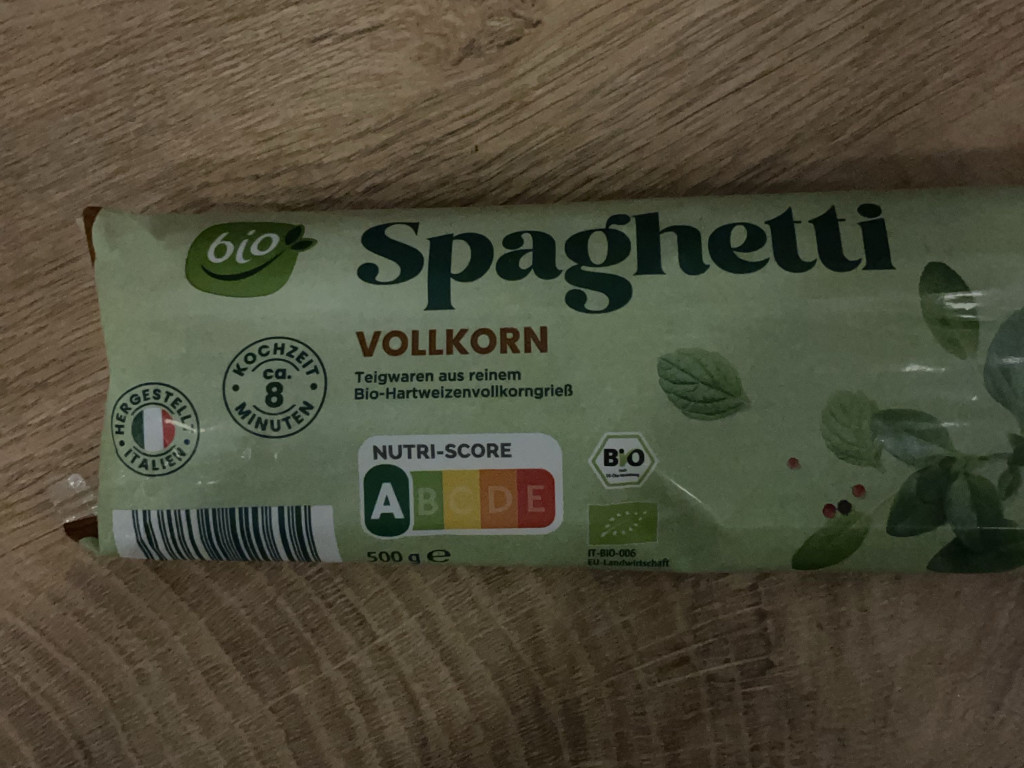 bio
Spaghetti
VOLLKORN
Teigwaren aus reinem
Bio-Hartweizenvollkorngrieß
KOCHZEIT
ca.
8
MINUTEN
HERGESTELLT
ITALIEN
NUTRI-SCORE
A B C D E
500 g e
BiO
IT-BIO-006
EU-Landwirtschaft